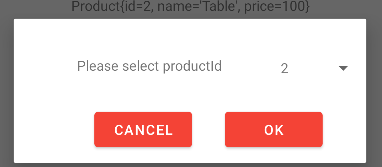 Product{id=2, name='Table', price=100}
Please select productId 2
CANCEL OK